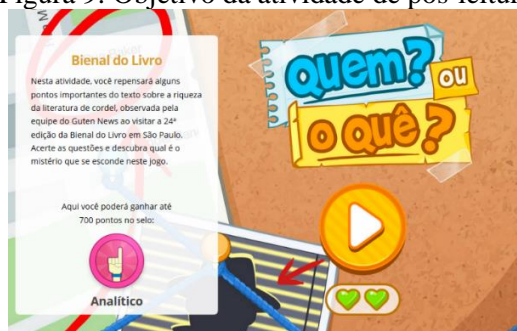 Figura 9: Objetivo da atividade de pós-leitura
Bienal do Livro
Nesta atividade, você repensará alguns
pontos importantes do texto sobre a riqueza
da literatura de cordel, observada pela
equipe do Guten News ao visitar a 24ª
edição da Bienal do Livro em São Paulo.
Acerte as questões e descubra qual é o
mistério que se esconde neste jogo.
Aqui você poderá ganhar até
700 pontos no selo:
Analítico
Quem?
ou
o quê?